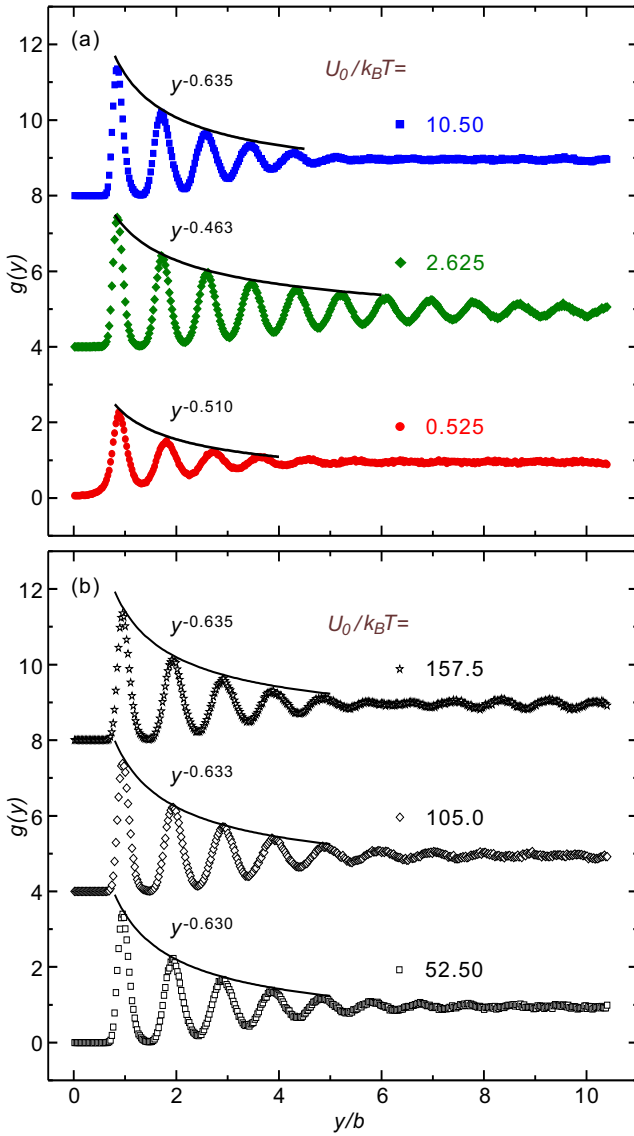 (a)
U₀/k_BT=
y⁻⁰·⁶³⁵
10.50
12
10
8
y⁻⁰·⁴⁶³
2.625
6
4
g(y)
y⁻⁰·⁵¹⁰
0.525
2
0
(b)
12
y⁻⁰·⁶³⁵
U₀/k_BT=
10
157.5
8
y⁻⁰·⁶³³
105.0
6
g(y)
4
y⁻⁰·⁶³⁰
52.50
2
0
0 2 4 6 8 10
y/b